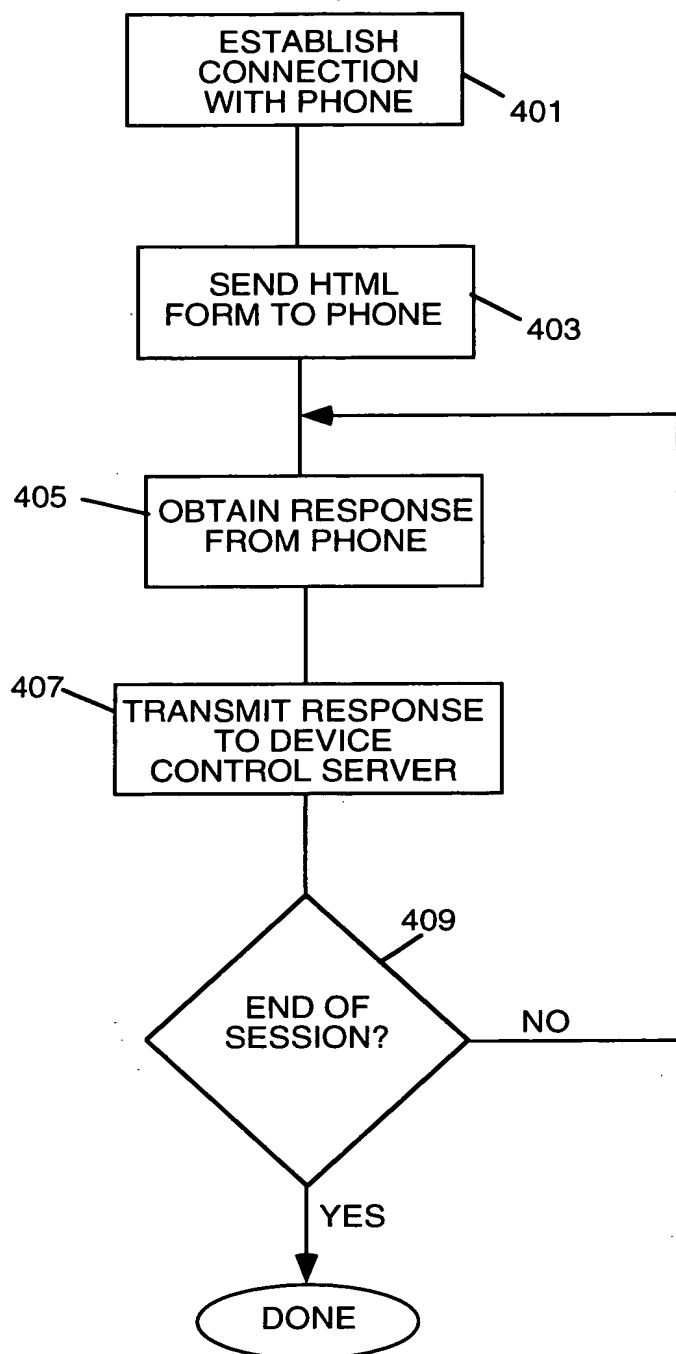 ESTABLISH
CONNECTION
WITH PHONE
401
SEND HTML
FORM TO PHONE
403
405
OBTAIN RESPONSE
FROM PHONE
407
TRANSMIT RESPONSE
TO DEVICE
CONTROL SERVER
409
END OF
SESSION?
NO
YES
DONE